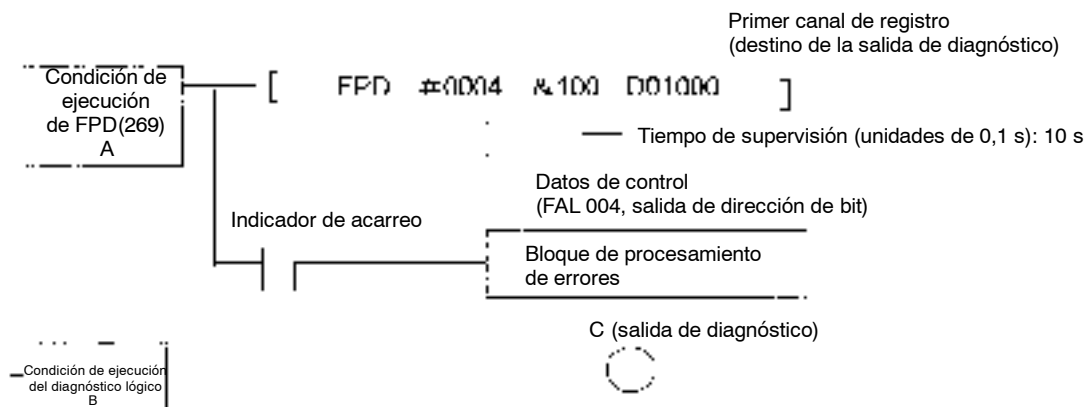 Primer canal de registro
(destino de la salida de diagnóstico)
Condición de
ejecución
de FPD(269)
A
[ FPD #0004 &100 D01000 ]
Tiempo de supervisión (unidades de 0,1 s): 10 s
Datos de control
(FAL 004, salida de dirección de bit)
Indicador de acarreo
Bloque de procesamiento
de errores
C (salida de diagnóstico)
Condición de ejecución
del diagnóstico lógico
B